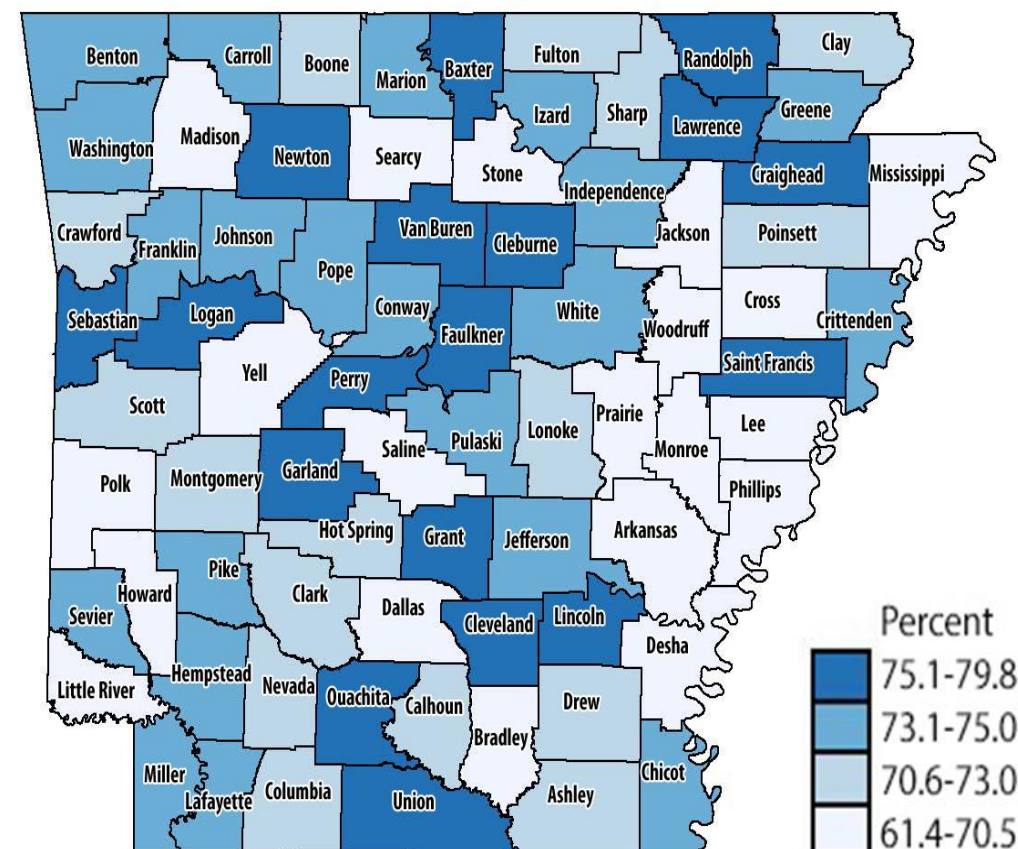 Benton
Carroll
Boone
Marion
Baxter
Fulton
Randolph
Clay
Izard
Sharp
Lawrence
Greene
Washington
Madison
Newton
Searcy
Stone
Independence
Craighead
Mississippi
Crawford
Franklin
Johnson
Pope
Van Buren
Cleburne
Jackson
Poinsett
Sebastian
Logan
Conway
Faulkner
White
Woodruff
Cross
Crittenden
Yell
Perry
Saint Francis
Scott
Saline
Pulaski
Lonoke
Prairie
Monroe
Lee
Polk
Montgomery
Garland
Phillips
Hot Spring
Grant
Jefferson
Arkansas
Pike
Howard
Clark
Dallas
Sevier
Cleveland
Lincoln
Desha
Little River
Hempstead
Nevada
Ouachita
Calhoun
Drew
Bradley
Miller
Lafayette
Columbia
Union
Ashley
Chicot
Percent
75.1-79.8
73.1-75.0
70.6-73.0
61.4-70.5